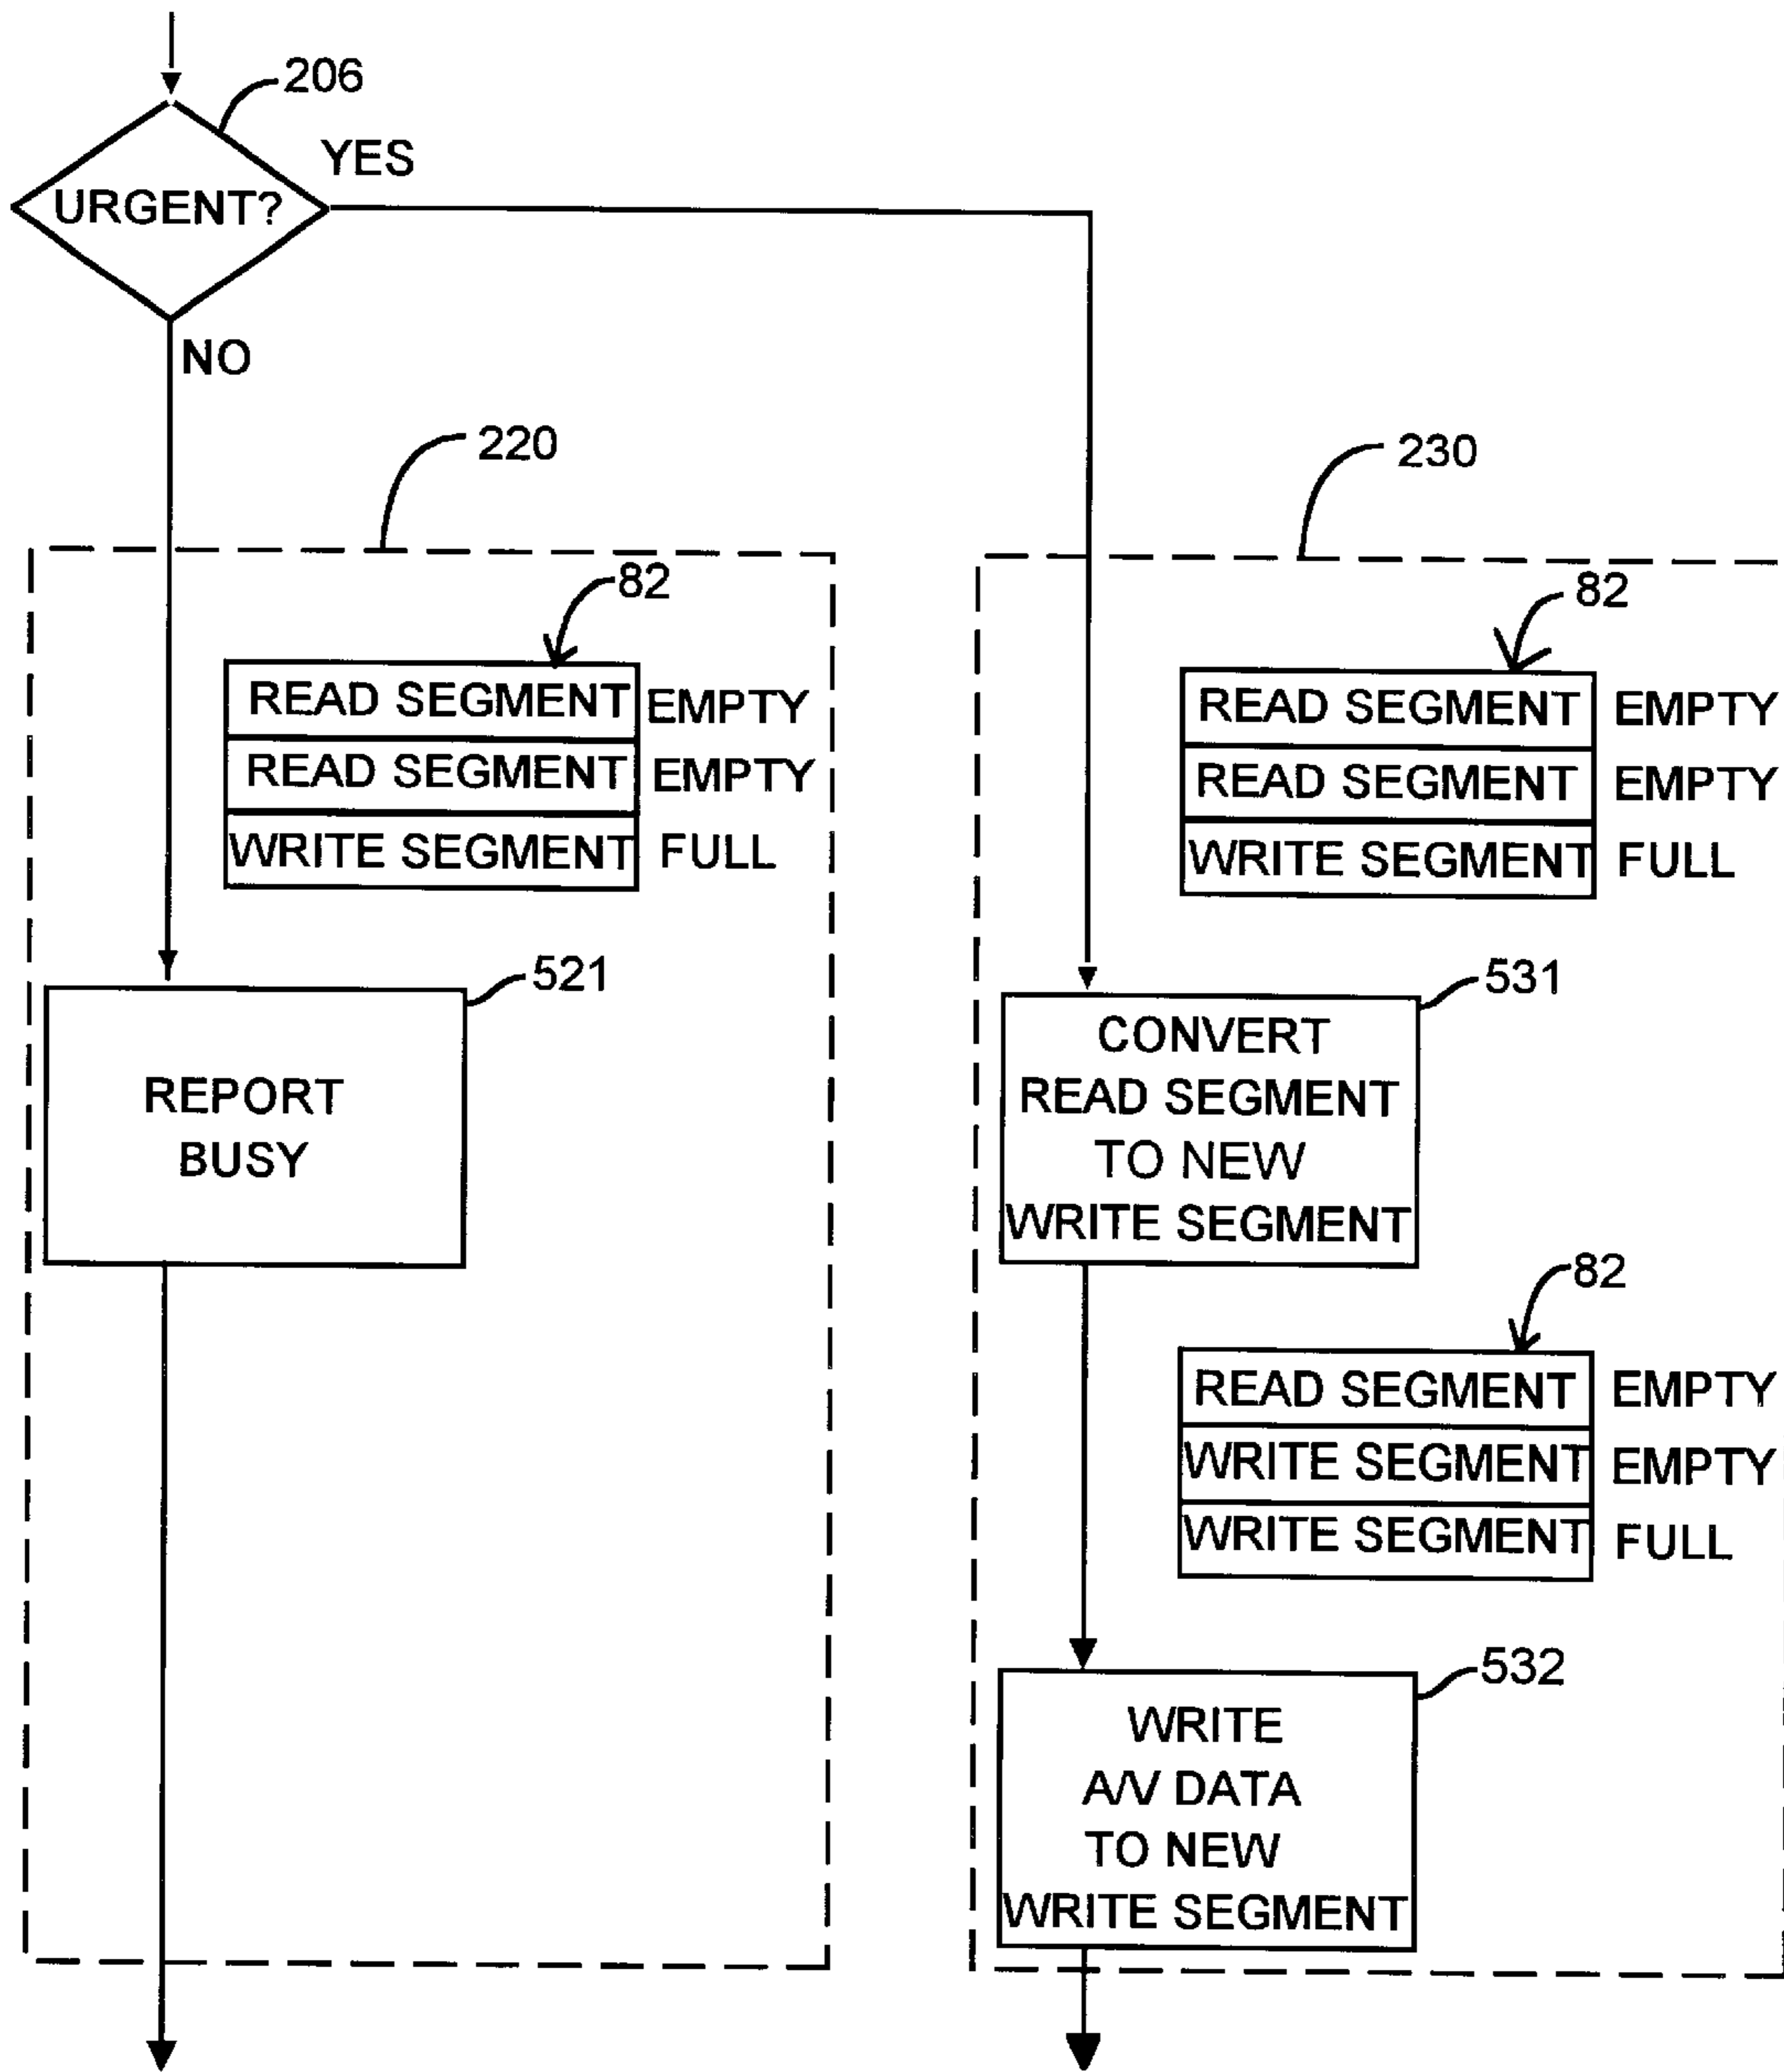 206
YES
URGENT?
NO
220
82
READ SEGMENT EMPTY
READ SEGMENT EMPTY
WRITE SEGMENT FULL
521
REPORT
BUSY
230
82
READ SEGMENT EMPTY
READ SEGMENT EMPTY
WRITE SEGMENT FULL
531
CONVERT
READ SEGMENT
TO NEW
WRITE SEGMENT
82
READ SEGMENT EMPTY
WRITE SEGMENT EMPTY
WRITE SEGMENT FULL
532
WRITE
A/V DATA
TO NEW
WRITE SEGMENT